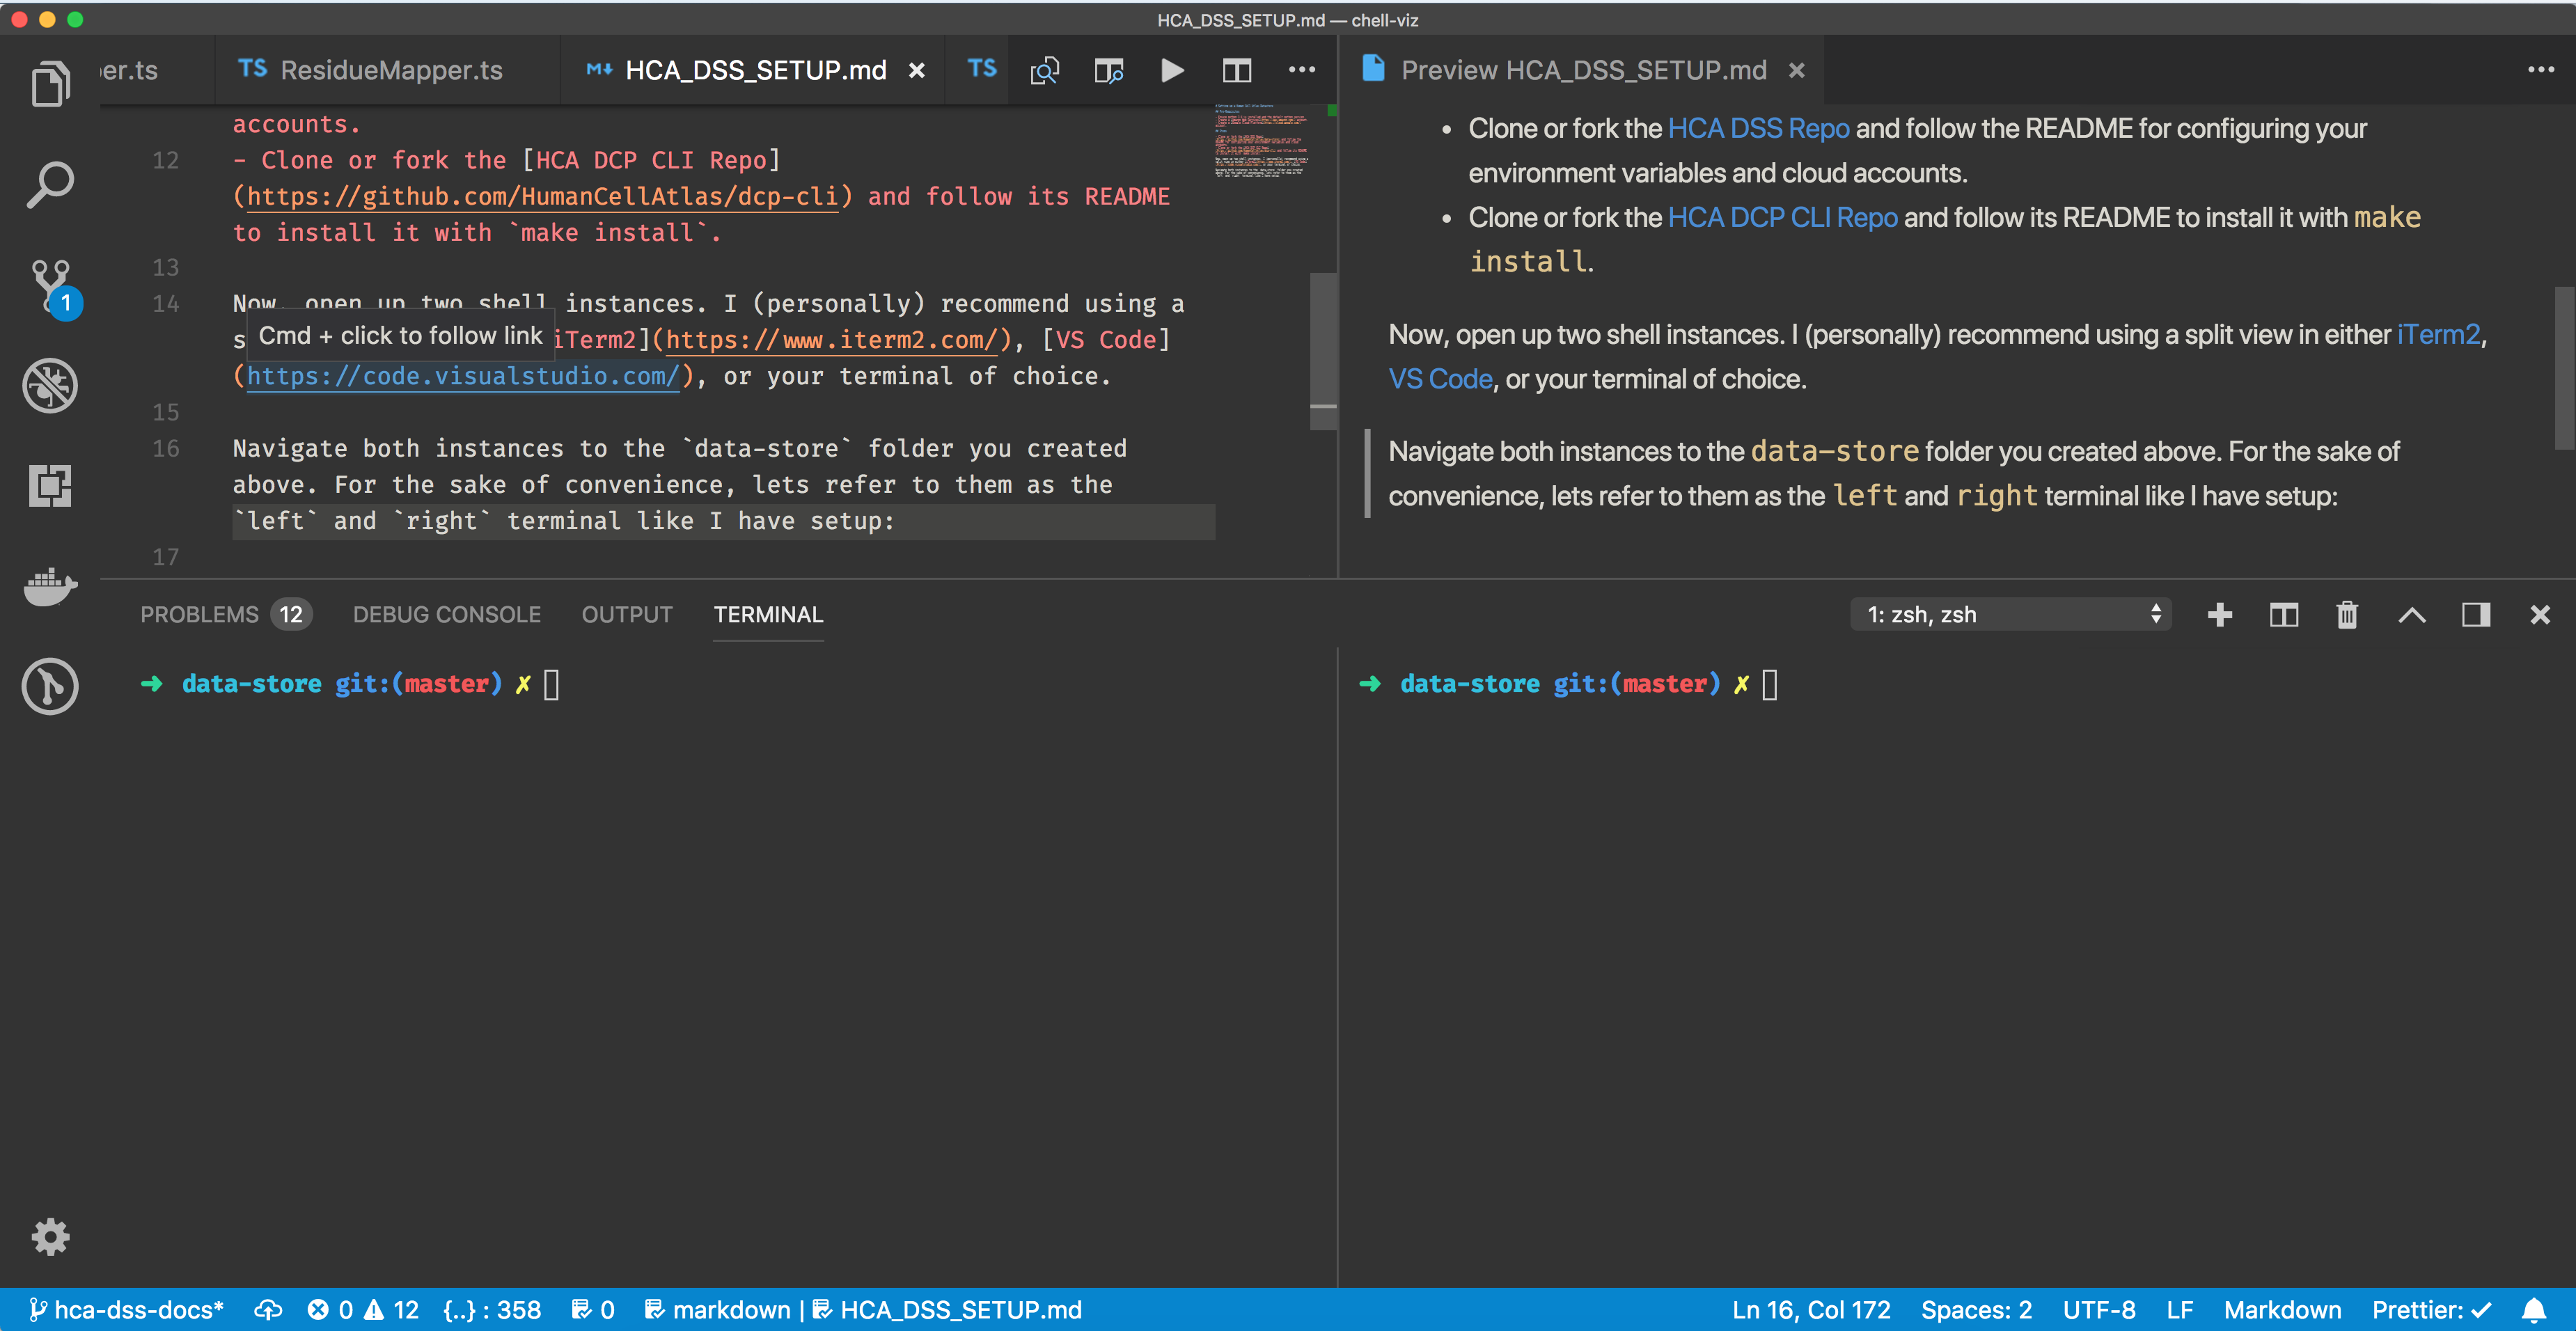 HCA_DSS_SETUP.md — chell-viz
er.ts
TS ResidueMapper.ts
M↓ HCA_DSS_SETUP.md ×
TS
Preview HCA_DSS_SETUP.md ×
accounts.
12 - Clone or fork the [HCA DCP CLI Repo]
(https://github.com/HumanCellAtlas/dcp-cli) and follow its README
to install it with `make install`.
13
14 Now, open up two shell instances. I (personally) recommend using a
s
Cmd + click to follow link
iTerm2](https://www.iterm2.com/), [VS Code]
(https://code.visualstudio.com/), or your terminal of choice.
15
16 Navigate both instances to the `data-store` folder you created
above. For the sake of convenience, lets refer to them as the
`left` and `right` terminal like I have setup:
17
• Clone or fork the HCA DSS Repo and follow the README for configuring your
environment variables and cloud accounts.
• Clone or fork the HCA DCP CLI Repo and follow its README to install it with make
install.
Now, open up two shell instances. I (personally) recommend using a split view in either iTerm2,
VS Code, or your terminal of choice.
Navigate both instances to the data-store folder you created above. For the sake of
convenience, lets refer to them as the left and right terminal like I have setup:
1
PROBLEMS 12 DEBUG CONSOLE OUTPUT TERMINAL
1: zsh, zsh
➜ data-store git:(master) ✗
➜ data-store git:(master) ✗
hca-dss-docs* 0 12 {..} : 358 0 markdown | HCA_DSS_SETUP.md
Ln 16, Col 172 Spaces: 2 UTF-8 LF Markdown Prettier: ✓